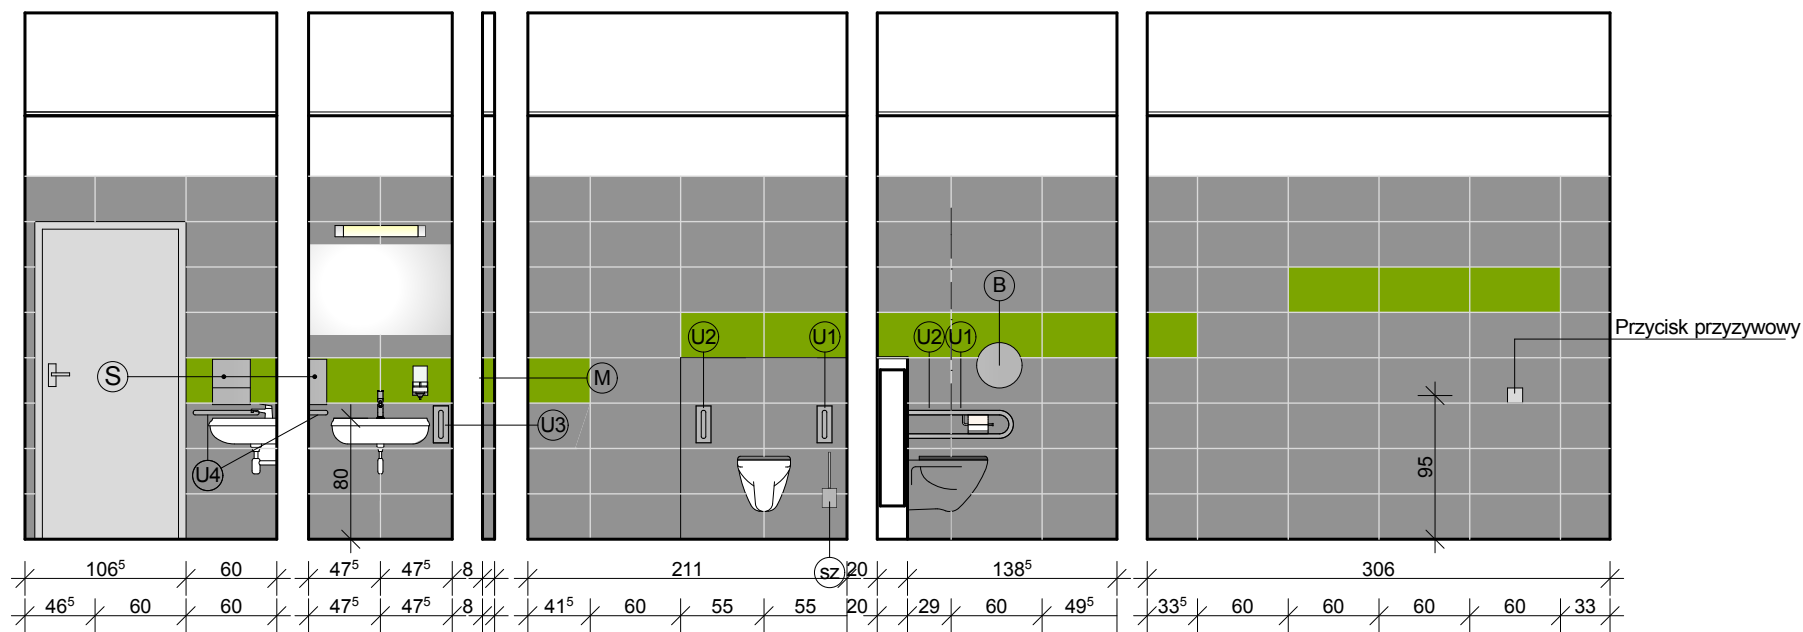 B
Przycisk przyzywowy
U2
U1
U2
U1
S
M
U3
U4
80
95
SZ
106⁵
60
47⁵
47⁵
8
211
20
138⁵
306
46⁵
60
60
47⁵
47⁵
8
41⁵
60
55
55
20
29
60
49⁵
33⁵
60
60
60
60
33